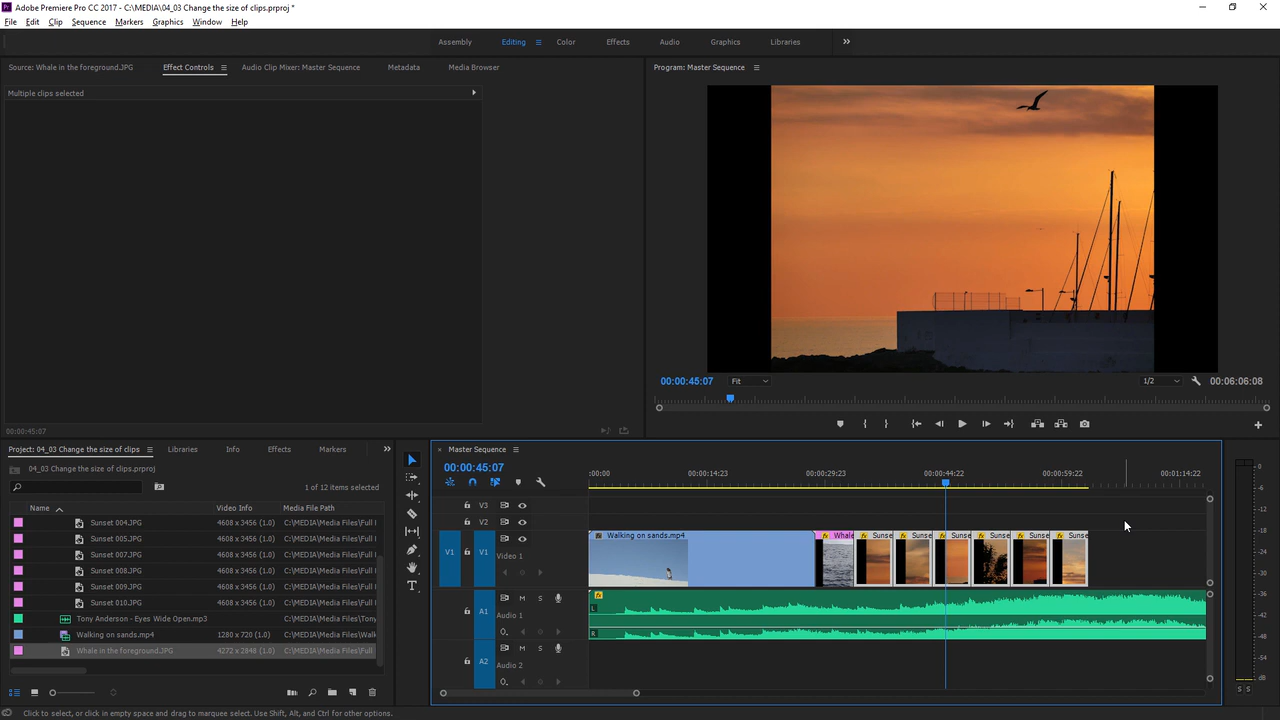 Adobe Premiere Pro CC 2017 - C:\MEDIA\04_03 Change the size of clips.prproj *
File Edit Clip Sequence Markers Graphics Window Help
Assembly Editing Color Effects Audio Graphics Libraries
Source: Whale in the foreground.JPG Effect Controls Audio Clip Mixer: Master Sequence Metadata Media Browser
Program: Master Sequence
Multiple clips selected
00:00:45:07 Fit 1/2 00:06:06:08
00:00:45:07
Project: 04_03 Change the size of clips Libraries Info Effects Markers
Master Sequence
04_03 Change the size of clips.prproj
00:00:45:07
:00:00 00:00:14:23 00:00:29:23 00:00:44:22 00:00:59:22 00:01:14:22
1 of 12 items selected
Name Video Info Media File Path
Sunset 004.JPG 4608 x 3456 (1.0) C:\MEDIA\Media Files\Full I
Sunset 005.JPG 4608 x 3456 (1.0) C:\MEDIA\Media Files\Full I
Sunset 007.JPG 4608 x 3456 (1.0) C:\MEDIA\Media Files\Full I
Sunset 008.JPG 4608 x 3456 (1.0) C:\MEDIA\Media Files\Full I
Sunset 009.JPG 4608 x 3456 (1.0) C:\MEDIA\Media Files\Full I
Sunset 010.JPG 4608 x 3456 (1.0) C:\MEDIA\Media Files\Full I
Tony Anderson - Eyes Wide Open.mp3 C:\MEDIA\Media Files\Tony
Walking on sands.mp4 1280 x 720 (1.0) C:\MEDIA\Media Files\Walk
Whale in the foreground.JPG 4272 x 2848 (1.0) C:\MEDIA\Media Files\Full
V3
V2
V1 V1 Video 1
Walking on sands.mp4 Whale Sunse Sunse Sunse Sunse Sunse Sunse
A1 M S
Audio 1
L
R
A2 M S
Audio 2
0
-6
-12
-18
-24
-30
-36
-42
-48
-54
dB
S S
Click to select, or click in empty space and drag to marquee select. Use Shift, Alt, and Ctrl for other options.